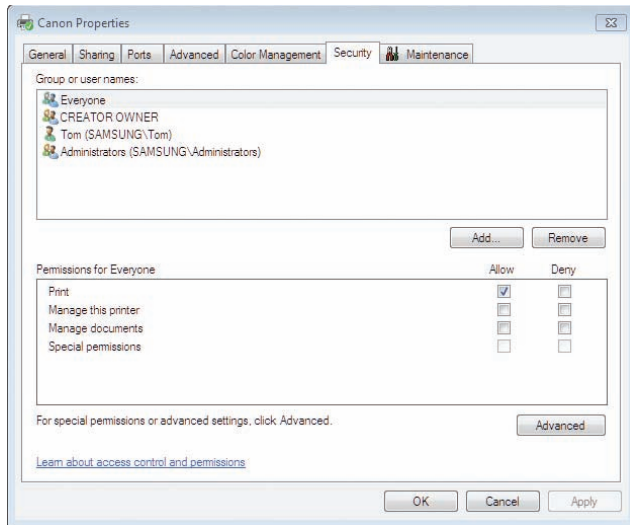 Canon Properties
General Sharing Ports Advanced Color Management Security Maintenance
Group or user names:
Everyone
CREATOR OWNER
Tom (SAMSUNG\Tom)
Administrators (SAMSUNG\Administrators)
Add... Remove
Permissions for Everyone Allow Deny
Print
Manage this printer
Manage documents
Special permissions
For special permissions or advanced settings, click Advanced.
Advanced
Learn about access control and permissions
OK Cancel Apply